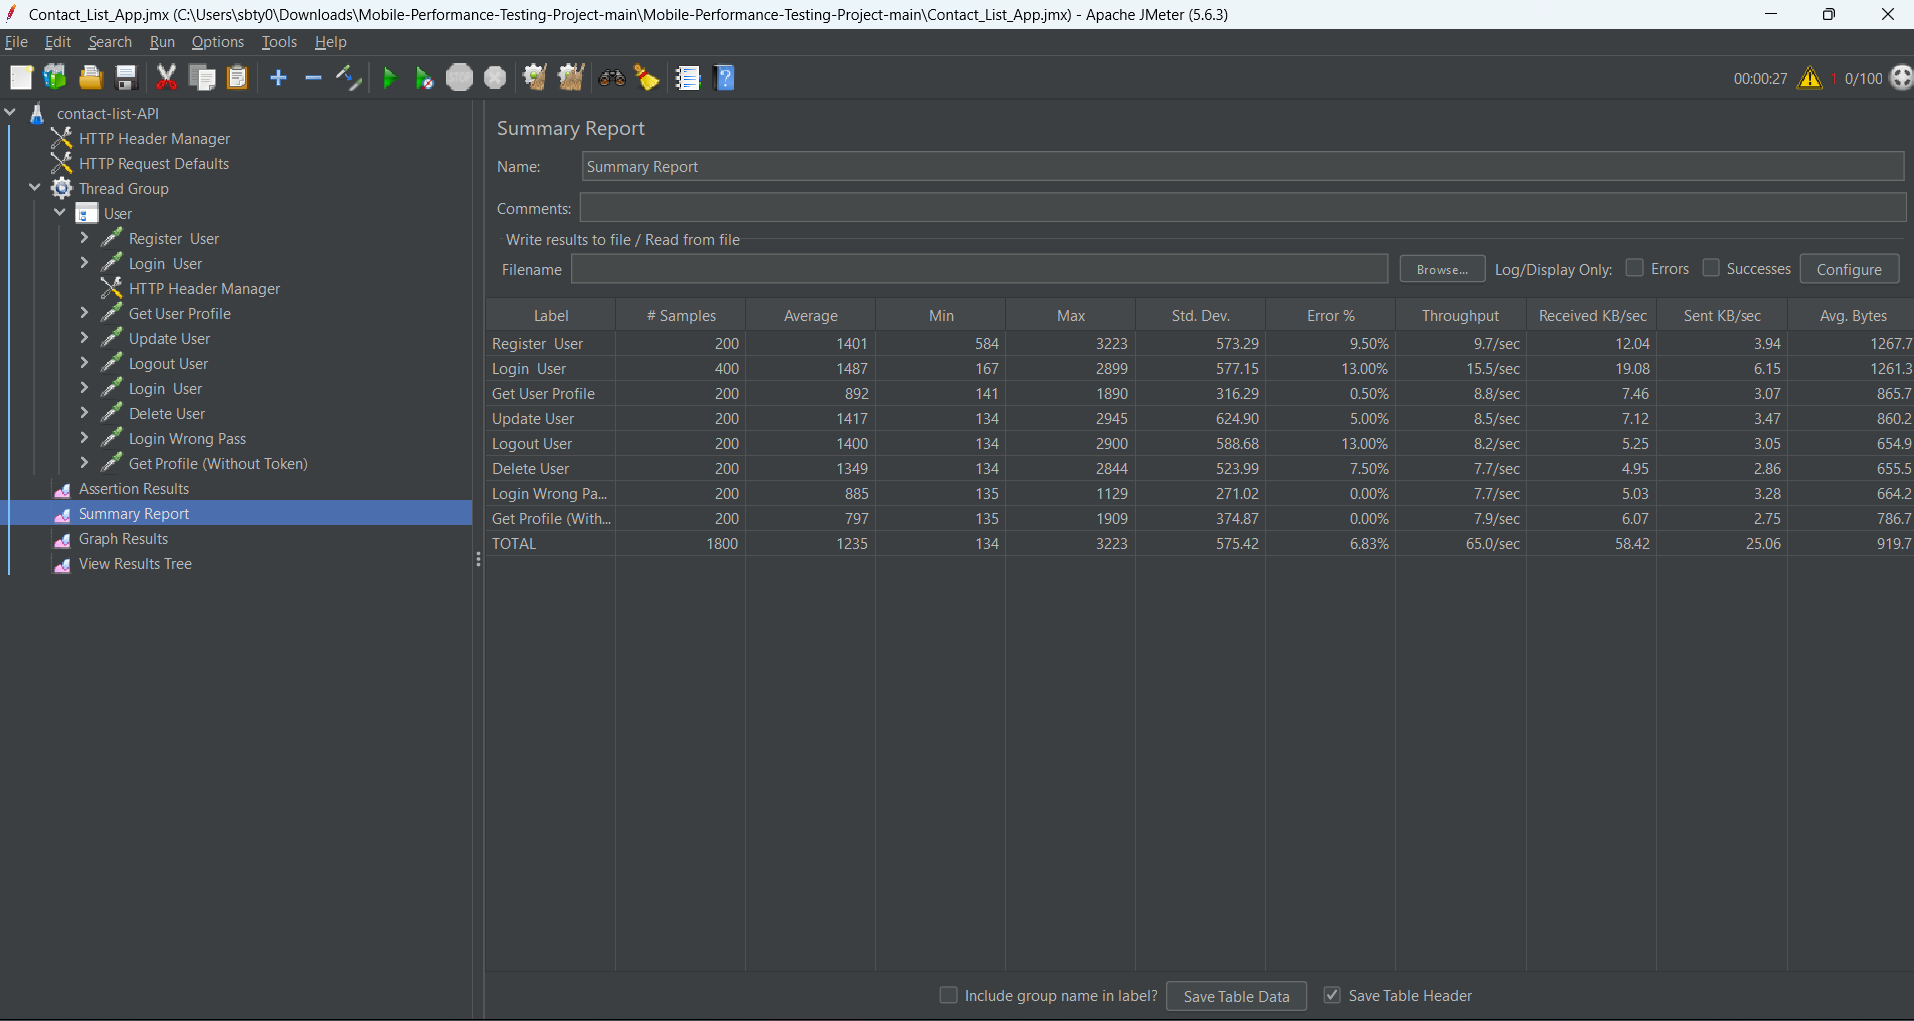 Contact_List_App.jmx (C:\Users\sbty0\Downloads\Mobile-Performance-Testing-Project-main\Mobile-Performance-Testing-Project-main\Contact_List_App.jmx) - Apache JMeter (5.6.3)
File Edit Search Run Options Tools Help
STOP 00:00:27 1 0/100
contact-list-API
HTTP Header Manager
HTTP Request Defaults
Thread Group
User
Register User
Login User
HTTP Header Manager
Get User Profile
Update User
Logout User
Login User
Delete User
Login Wrong Pass
Get Profile (Without Token)
Assertion Results
Summary Report
Graph Results
View Results Tree
Summary Report
Name: Summary Report
Comments:
Write results to file / Read from file
Filename Browse... Log/Display Only: Errors Successes Configure
Label # Samples Average Min Max Std. Dev. Error % Throughput Received KB/sec Sent KB/sec Avg. Bytes
Register User 200 1401 584 3223 573.29 9.50% 9.7/sec 12.04 3.94 1267.7
Login User 400 1487 167 2899 577.15 13.00% 15.5/sec 19.08 6.15 1261.3
Get User Profile 200 892 141 1890 316.29 0.50% 8.8/sec 7.46 3.07 865.7
Update User 200 1417 134 2945 624.90 5.00% 8.5/sec 7.12 3.47 860.2
Logout User 200 1400 134 2900 588.68 13.00% 8.2/sec 5.25 3.05 654.9
Delete User 200 1349 134 2844 523.99 7.50% 7.7/sec 4.95 2.86 655.5
Login Wrong Pa... 200 885 135 1129 271.02 0.00% 7.7/sec 5.03 3.28 664.2
Get Profile (With... 200 797 135 1909 374.87 0.00% 7.9/sec 6.07 2.75 786.7
TOTAL 1800 1235 134 3223 575.42 6.83% 65.0/sec 58.42 25.06 919.7
Include group name in label? Save Table Data Save Table Header